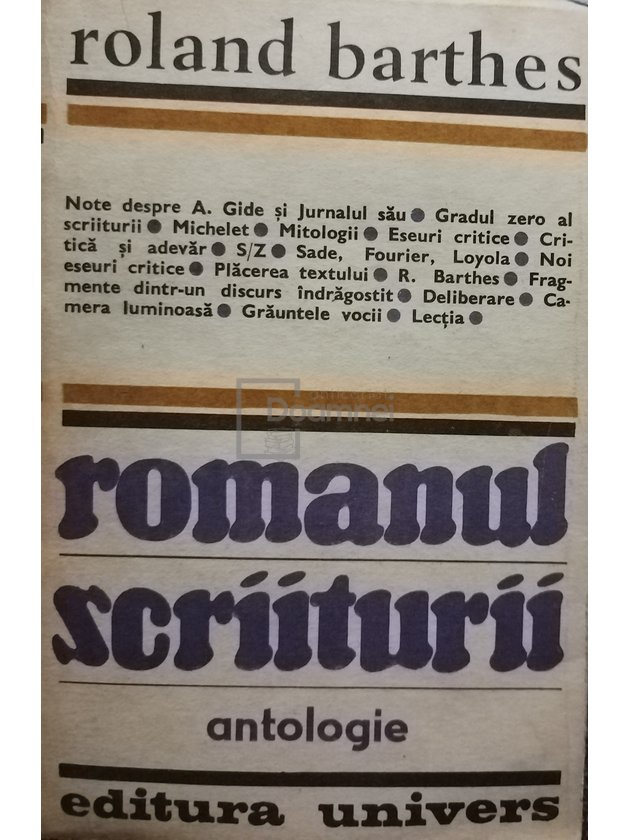 roland barthes
Note despre A. Gide și Jurnalul său ● Gradul zero al
scriiturii ● Michelet ● Mitologii ● Eseuri critice ● Cri-
tică și adevăr ● S/Z ● Sade, Fourier, Loyola ● Noi
eseuri critice ● Plăcerea textului ● R. Barthes ● Frag-
mente dintr-un discurs îndrăgostit ● Deliberare ● Ca-
mera luminoasă ● Grăuntele vocii ● Lecția ●
anticariat
Doamnei
romanul
scriiturii
antologie
editura univers